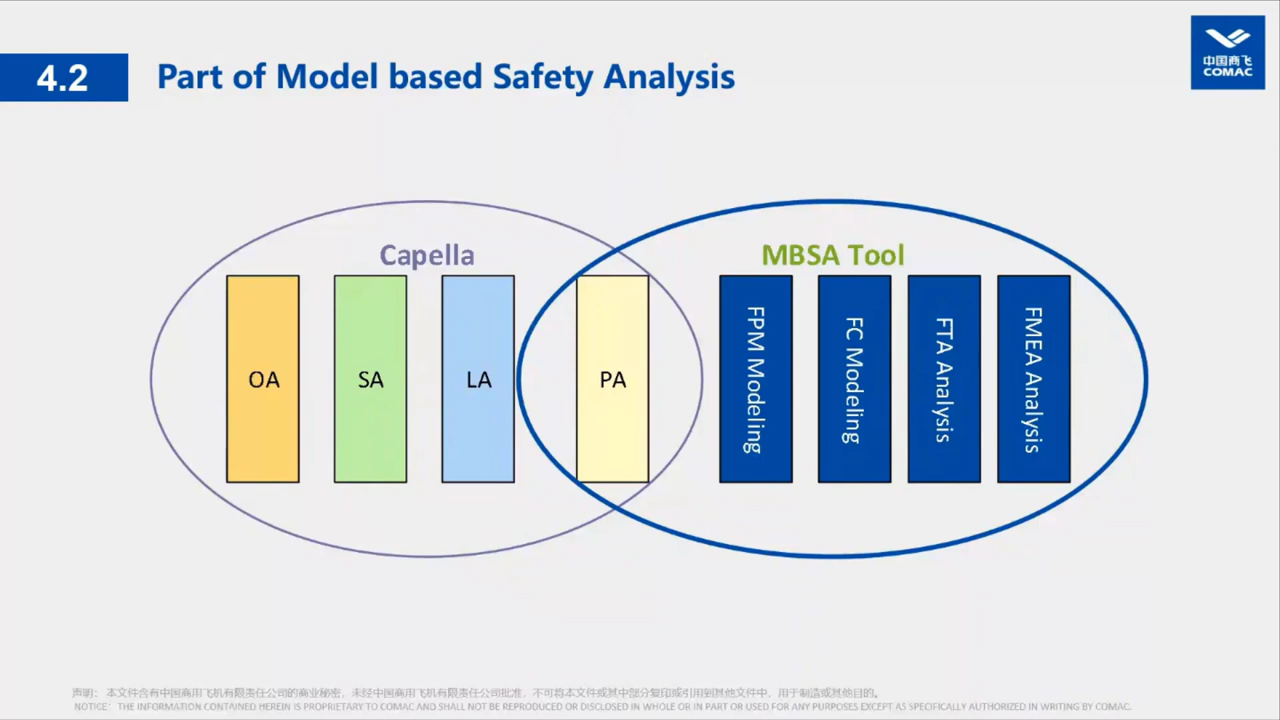 4.2
Part of Model based Safety Analysis
中国商飞
COMAC
Capella
MBSA Tool
OA
SA
LA
PA
FPM Modeling
FC Modeling
FTA Analysis
FMEA Analysis
声明： 本文件含有中国商用飞机有限责任公司的商业秘密，未经中国商用飞机有限责任公司批准，不可将本文件或其中部分复印或引用到其他文件中，用于制造或其他目的。
NOTICE： THE INFORMATION CONTAINED HEREIN IS PROPRIETARY TO COMAC AND SHALL NOT BE REPRODUCED OR DISCLOSED IN WHOLE OR IN PART OR USED FOR ANY PURPOSES EXCEPT AS SPECIFICALLY AUTHORIZED IN WRITING BY COMAC.